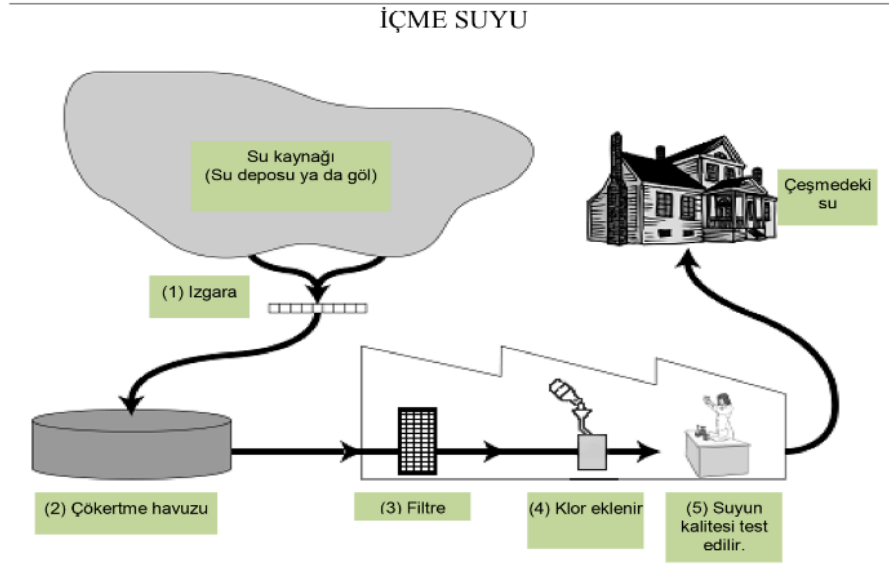 İÇME SUYU
Su kaynağı
(Su deposu ya da göl)
Çeşmedeki
su
(1) Izgara
(2) Çökertme havuzu
(3) Filtre
(4) Klor eklenir
(5) Suyun
kalitesi test
edilir.